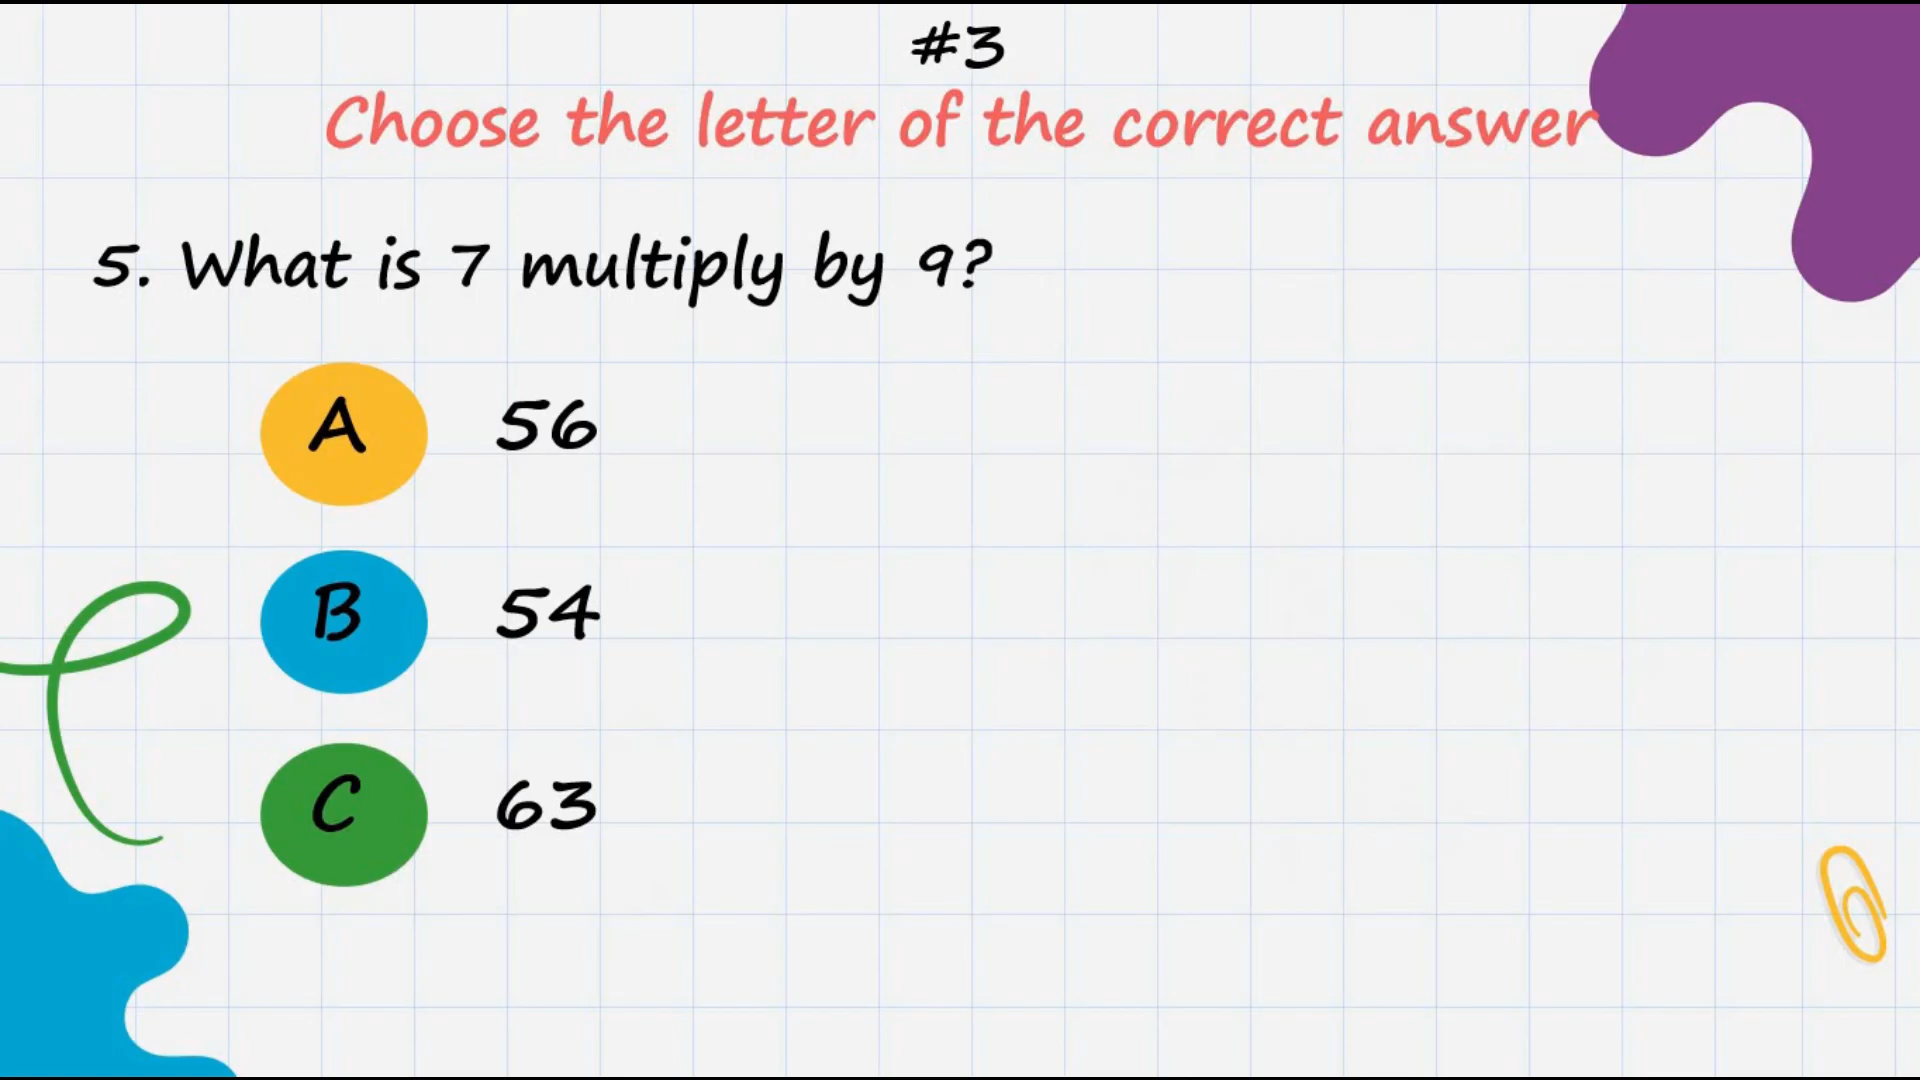 #3
Choose the letter of the correct answer
5. What is 7 multiply by 9?
A 56
B 54
C 63